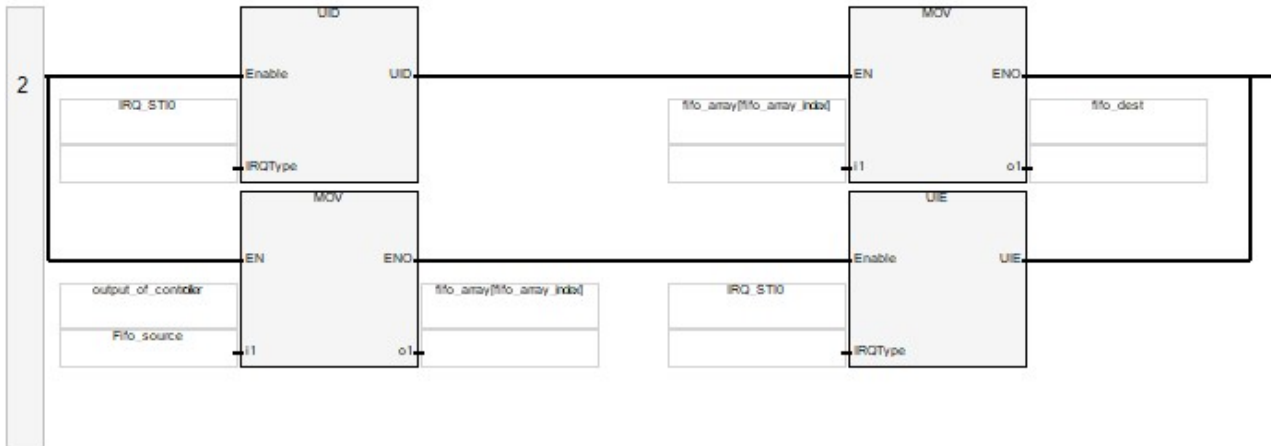 2
UID
Enable UID
IRQ_STI0
IRQType
MOV
EN ENO
fifo_array[fifo_array_index] fifo_dest
i1 o1
MOV
EN ENO
output_of_controller fifo_array[fifo_array_index]
Fifo_source
i1 o1
UIE
Enable UIE
IRQ_STI0
IRQType